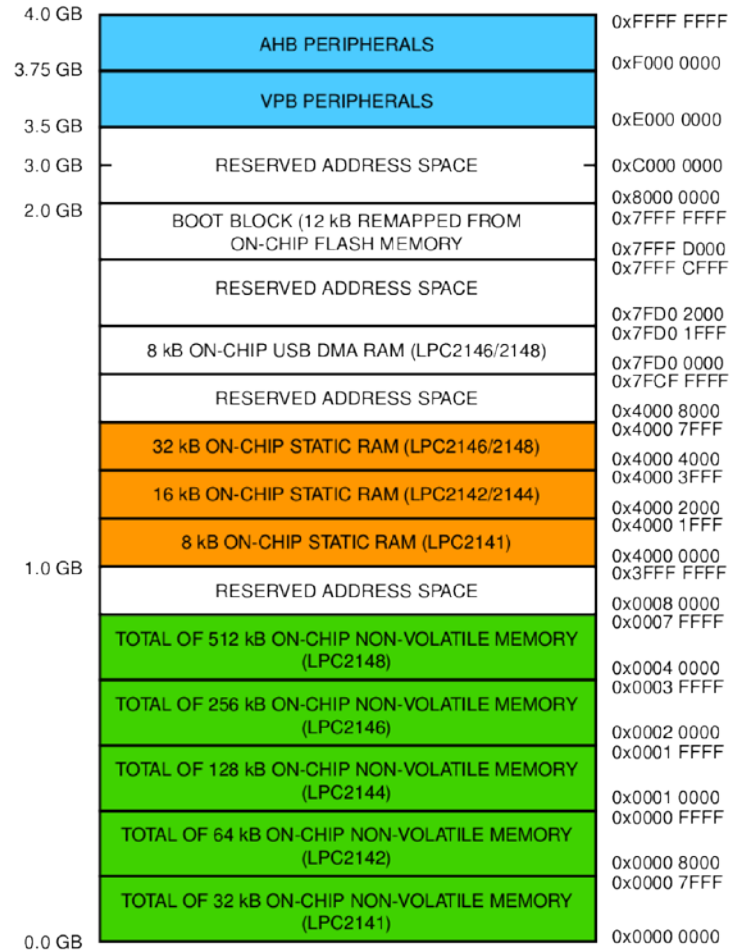 4.0 GB
0xFFFF FFFF
AHB PERIPHERALS
0xF000 0000
3.75 GB
VPB PERIPHERALS
0xE000 0000
3.5 GB
3.0 GB
RESERVED ADDRESS SPACE
0xC000 0000
0x8000 0000
2.0 GB
0x7FFF FFFF
BOOT BLOCK (12 kB REMAPPED FROM
ON-CHIP FLASH MEMORY
0x7FFF D000
0x7FFF CFFF
RESERVED ADDRESS SPACE
0x7FD0 2000
0x7FD0 1FFF
8 kB ON-CHIP USB DMA RAM (LPC2146/2148)
0x7FD0 0000
0x7FCF FFFF
RESERVED ADDRESS SPACE
0x4000 8000
0x4000 7FFF
32 kB ON-CHIP STATIC RAM (LPC2146/2148)
0x4000 4000
0x4000 3FFF
16 kB ON-CHIP STATIC RAM (LPC2142/2144)
0x4000 2000
0x4000 1FFF
8 kB ON-CHIP STATIC RAM (LPC2141)
0x4000 0000
1.0 GB
0x3FFF FFFF
RESERVED ADDRESS SPACE
0x0008 0000
0x0007 FFFF
TOTAL OF 512 kB ON-CHIP NON-VOLATILE MEMORY
(LPC2148)
0x0004 0000
0x0003 FFFF
TOTAL OF 256 kB ON-CHIP NON-VOLATILE MEMORY
(LPC2146)
0x0002 0000
0x0001 FFFF
TOTAL OF 128 kB ON-CHIP NON-VOLATILE MEMORY
(LPC2144)
0x0001 0000
0x0000 FFFF
TOTAL OF 64 kB ON-CHIP NON-VOLATILE MEMORY
(LPC2142)
0x0000 8000
0x0000 7FFF
TOTAL OF 32 kB ON-CHIP NON-VOLATILE MEMORY
(LPC2141)
0.0 GB
0x0000 0000